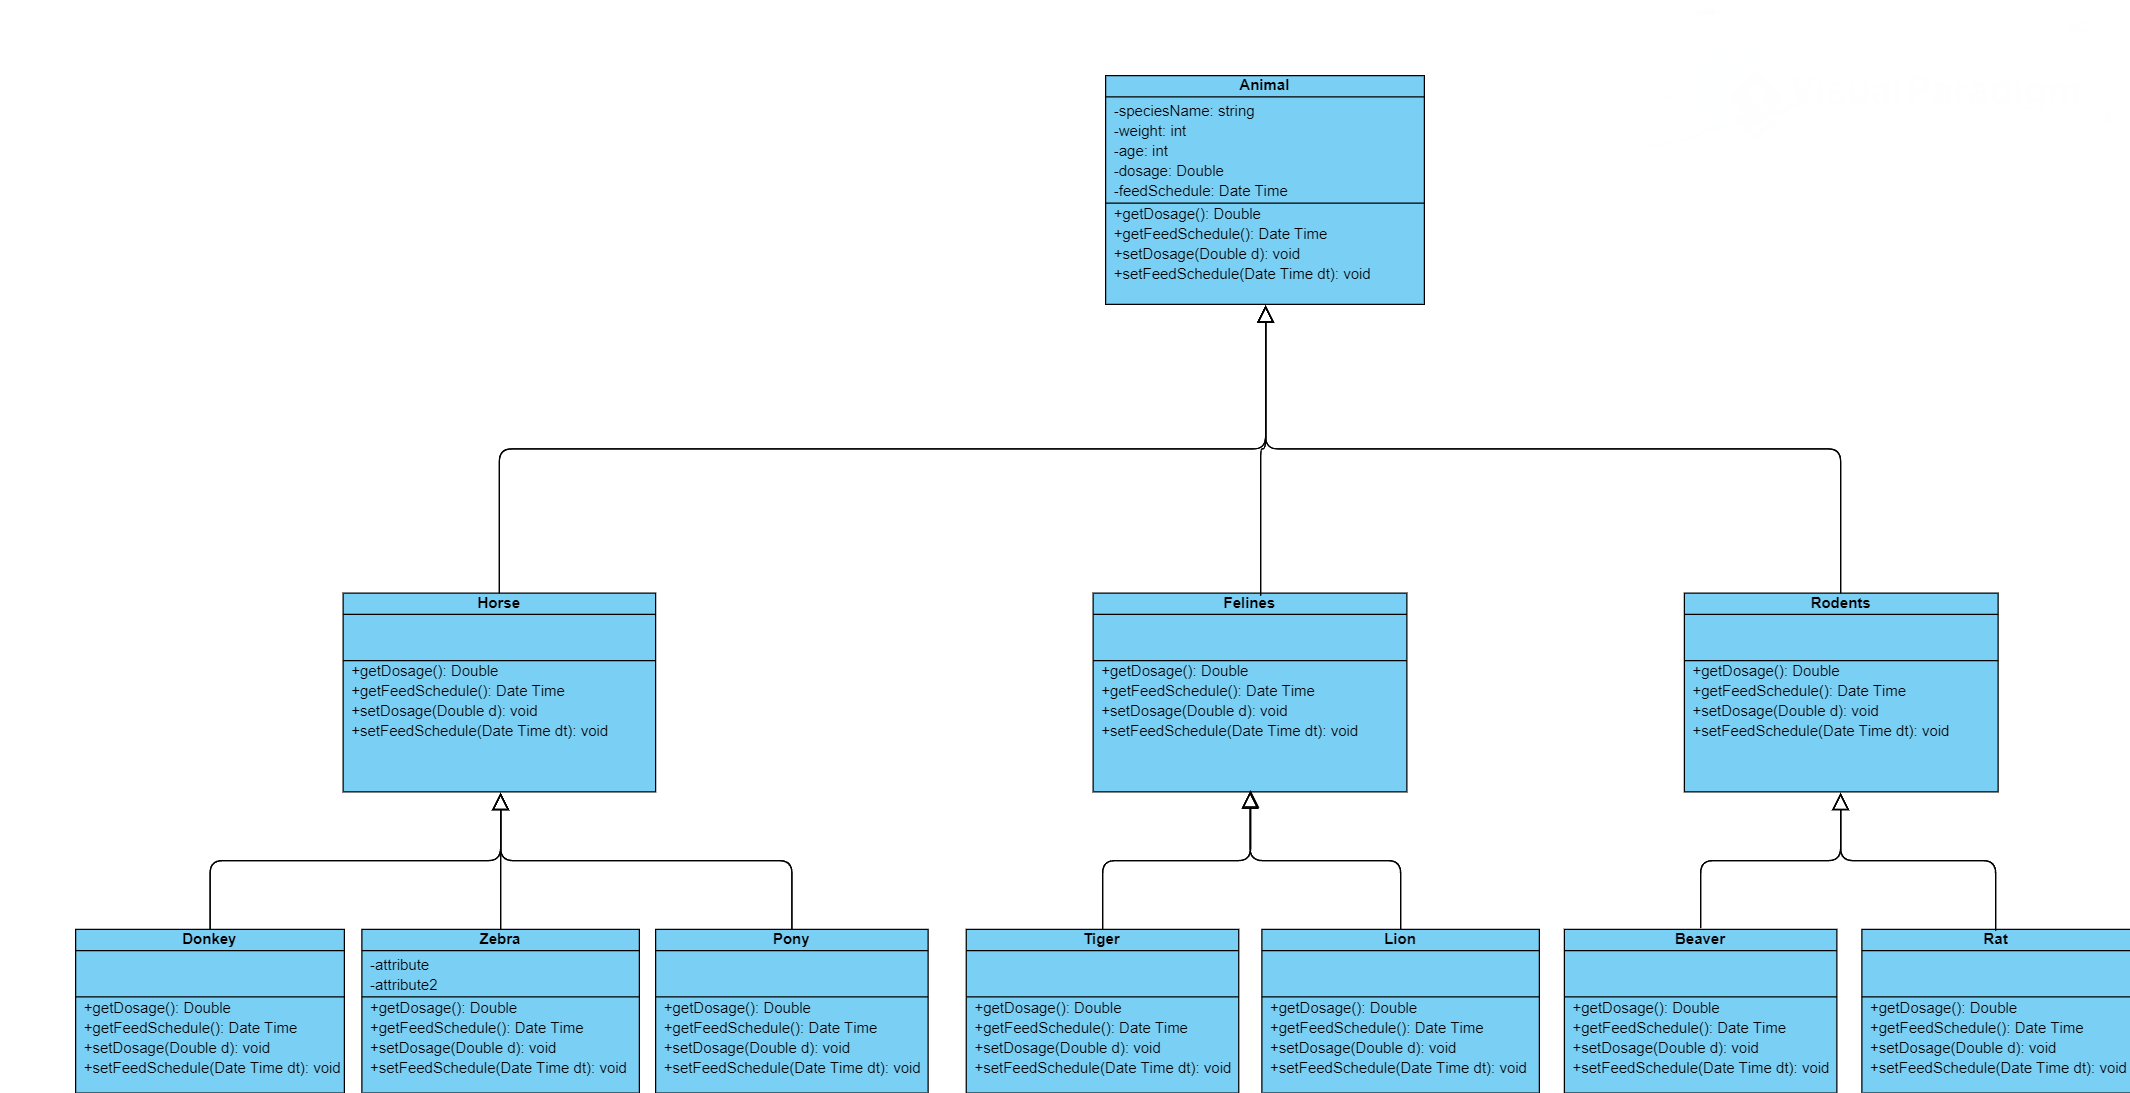 Animal
-speciesName: string
-weight: int
-age: int
-dosage: Double
-feedSchedule: Date Time
+getDosage(): Double
+getFeedSchedule(): Date Time
+setDosage(Double d): void
+setFeedSchedule(Date Time dt): void
Horse
+getDosage(): Double
+getFeedSchedule(): Date Time
+setDosage(Double d): void
+setFeedSchedule(Date Time dt): void
Felines
+getDosage(): Double
+getFeedSchedule(): Date Time
+setDosage(Double d): void
+setFeedSchedule(Date Time dt): void
Rodents
+getDosage(): Double
+getFeedSchedule(): Date Time
+setDosage(Double d): void
+setFeedSchedule(Date Time dt): void
Donkey
+getDosage(): Double
+getFeedSchedule(): Date Time
+setDosage(Double d): void
+setFeedSchedule(Date Time dt): void
Zebra
-attribute
-attribute2
+getDosage(): Double
+getFeedSchedule(): Date Time
+setDosage(Double d): void
+setFeedSchedule(Date Time dt): void
Pony
+getDosage(): Double
+getFeedSchedule(): Date Time
+setDosage(Double d): void
+setFeedSchedule(Date Time dt): void
Tiger
+getDosage(): Double
+getFeedSchedule(): Date Time
+setDosage(Double d): void
+setFeedSchedule(Date Time dt): void
Lion
+getDosage(): Double
+getFeedSchedule(): Date Time
+setDosage(Double d): void
+setFeedSchedule(Date Time dt): void
Beaver
+getDosage(): Double
+getFeedSchedule(): Date Time
+setDosage(Double d): void
+setFeedSchedule(Date Time dt): void
Rat
+getDosage(): Double
+getFeedSchedule(): Date Time
+setDosage(Double d): void
+setFeedSchedule(Date Time dt): void